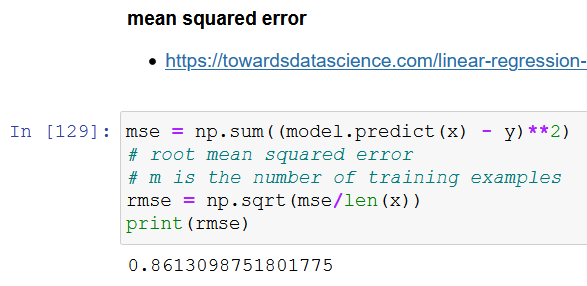 mean squared error
• https://towardsdatascience.com/linear-regression-
In [129]: mse = np.sum((model.predict(x) - y)**2)
# root mean squared error
# m is the number of training examples
rmse = np.sqrt(mse/len(x))
print(rmse)
0.8613098751801775